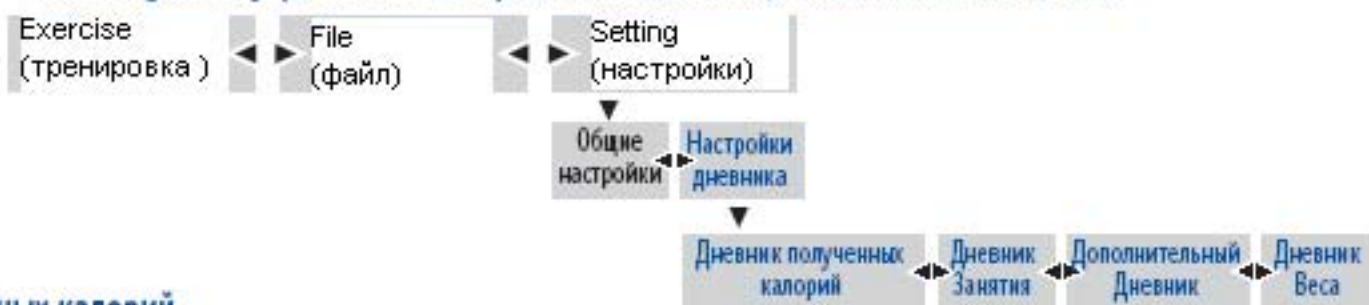 Exercise
(тренировка )
File
(файл)
Setting
(настройки)
Общие
настройки
Настройки
дневника
Дневник полученных
калорий
Дневник
Занятия
Дополнительный
Дневник
Дневник
Веса
калорий